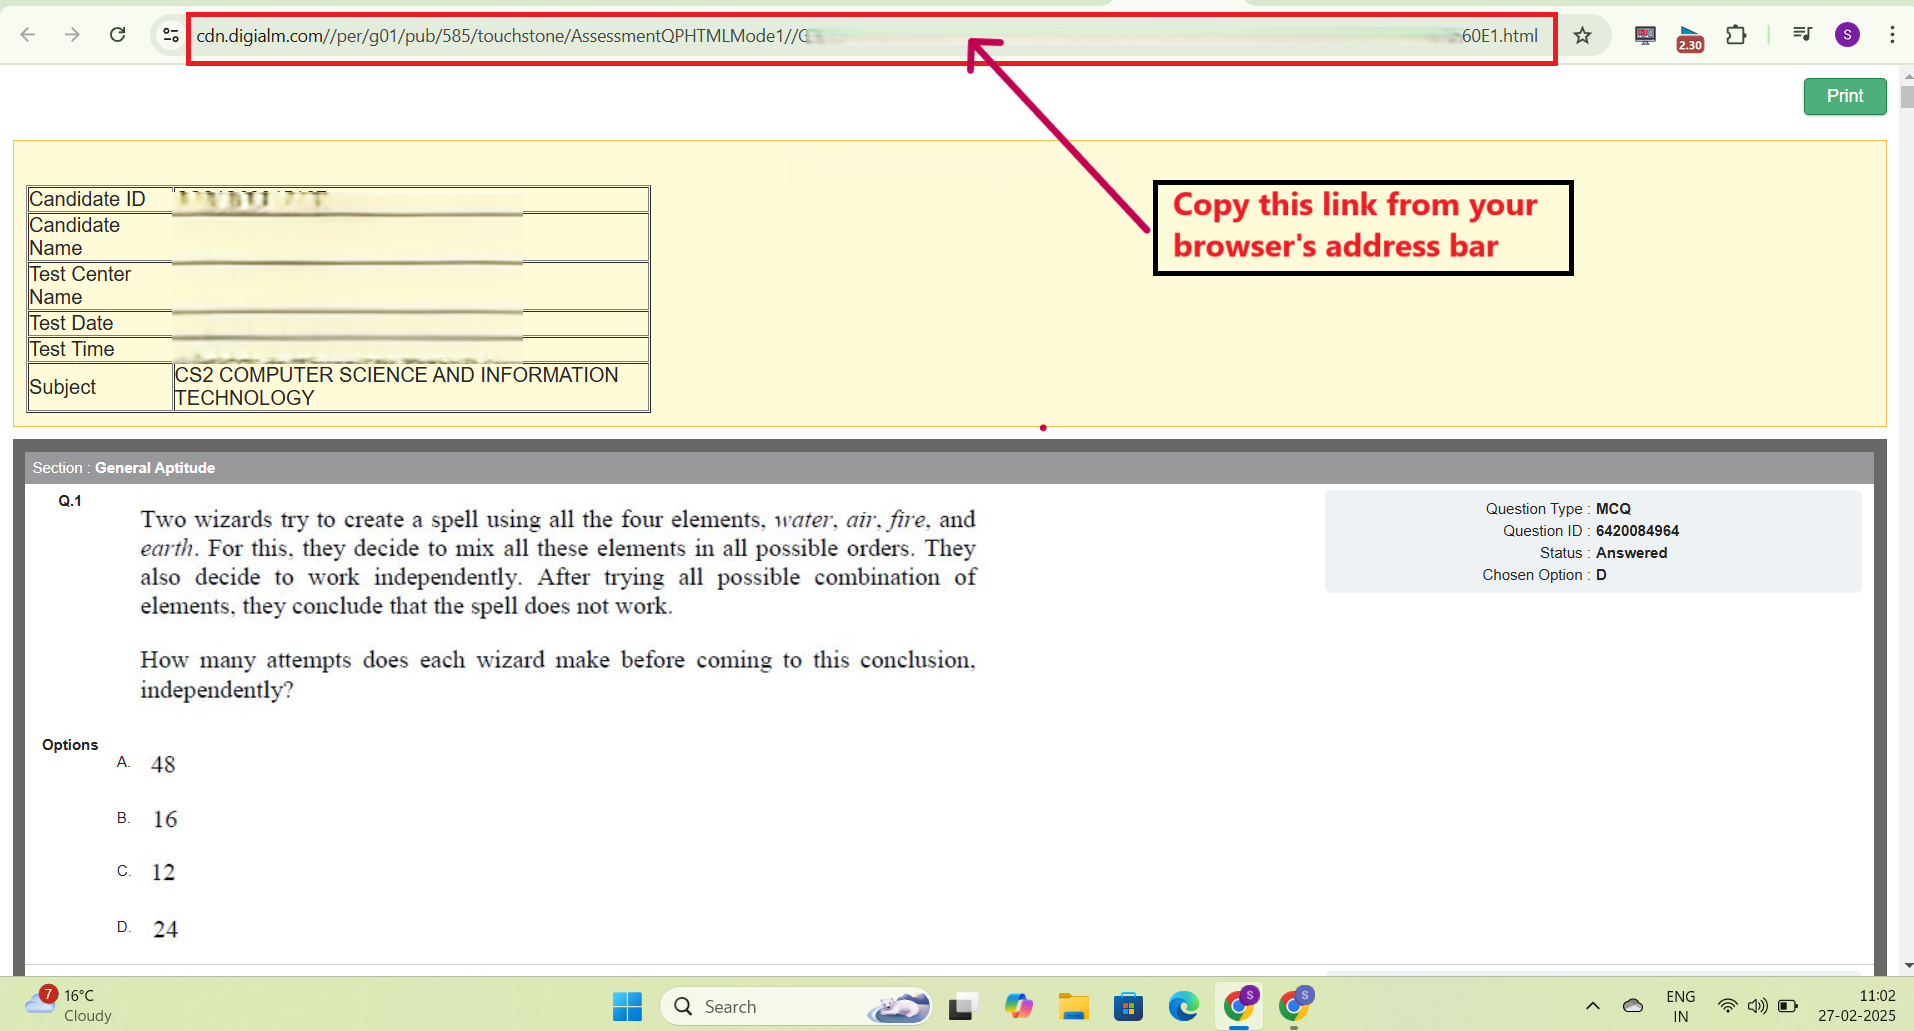 cdn.digialm.com//per/g01/pub/585/touchstone/AssessmentQPHTMLMode1// 60E1.html
2.30
S
Print
Copy this link from your
browser's address bar
Candidate ID
Candidate
Name
Test Center
Name
Test Date
Test Time
Subject
CS2 COMPUTER SCIENCE AND INFORMATION
TECHNOLOGY
Section : General Aptitude
Q.1
Two wizards try to create a spell using all the four elements, water, air, fire, and
earth. For this, they decide to mix all these elements in all possible orders. They
also decide to work independently. After trying all possible combination of
elements, they conclude that the spell does not work.
How many attempts does each wizard make before coming to this conclusion,
independently?
Question Type : MCQ
Question ID : 6420084964
Status : Answered
Chosen Option : D
Options
A. 48
B. 16
C. 12
D. 24
7
16°C
Cloudy
Search
S
S
ENG
IN
11:02
27-02-2025